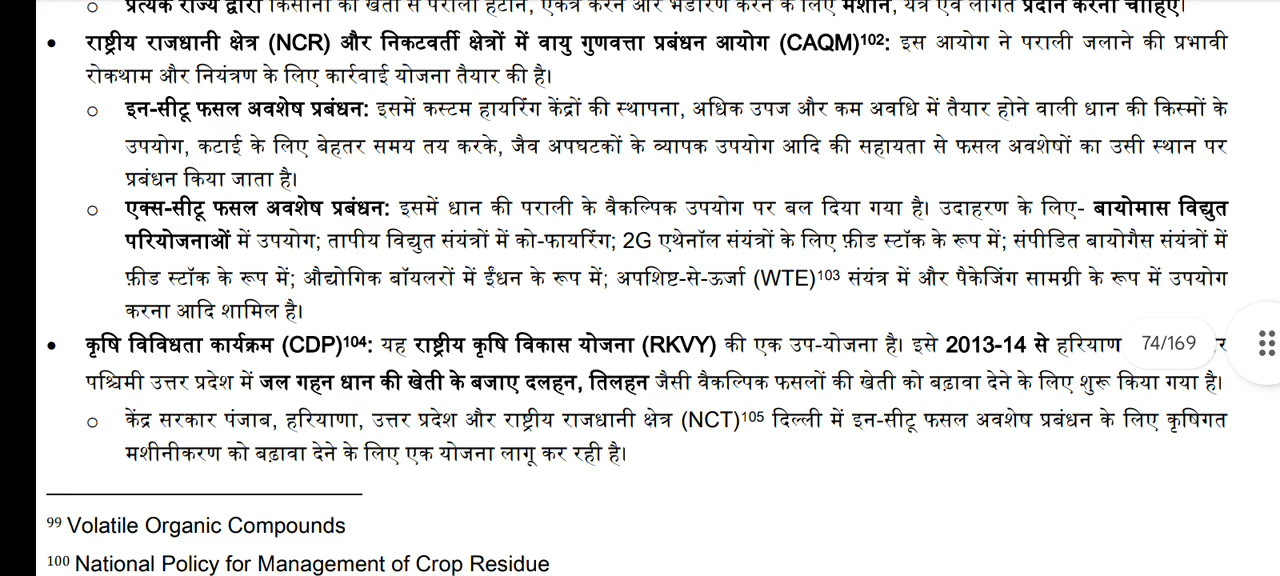 ○ प्रत्येक राज्य द्वारा किसानों को खेतों से पराली हटाने, एकत्र करने और भंडारण करने के लिए मशीनें, यंत्र एवं लागत प्रदान करनी चाहिए।
• राष्ट्रीय राजधानी क्षेत्र (NCR) और निकटवर्ती क्षेत्रों में वायु गुणवत्ता प्रबंधन आयोग (CAQM)102: इस आयोग ने पराली जलाने की प्रभावी
रोकथाम और नियंत्रण के लिए कार्रवाई योजना तैयार की है।
○ इन-सीटू फसल अवशेष प्रबंधन: इसमें कस्टम हायरिंग केंद्रों की स्थापना, अधिक उपज और कम अवधि में तैयार होने वाली धान की किस्मों के
उपयोग, कटाई के लिए बेहतर समय तय करके, जैव अपघटकों के व्यापक उपयोग आदि की सहायता से फसल अवशेषों का उसी स्थान पर
प्रबंधन किया जाता है।
○ एक्स-सीटू फसल अवशेष प्रबंधन: इसमें धान की पराली के वैकल्पिक उपयोग पर बल दिया गया है। उदाहरण के लिए- बायोमास विद्युत
परियोजनाओं में उपयोग; तापीय विद्युत संयंत्रों में को-फायरिंग; 2G एथेनॉल संयंत्रों के लिए फ़ीड स्टॉक के रूप में; संपीडित बायोगैस संयंत्रों में
फ़ीड स्टॉक के रूप में; औद्योगिक बॉयलरों में ईंधन के रूप में; अपशिष्ट-से-ऊर्जा (WTE)103 संयंत्र में और पैकेजिंग सामग्री के रूप में उपयोग
करना आदि शामिल है।
• कृषि विविधता कार्यक्रम (CDP)104: यह राष्ट्रीय कृषि विकास योजना (RKVY) की एक उप-योजना है। इसे 2013-14 से हरियाण 74/169 र
पश्चिमी उत्तर प्रदेश में जल गहन धान की खेती के बजाए दलहन, तिलहन जैसी वैकल्पिक फसलों की खेती को बढ़ावा देने के लिए शुरू किया गया है।
○ केंद्र सरकार पंजाब, हरियाणा, उत्तर प्रदेश और राष्ट्रीय राजधानी क्षेत्र (NCT)105 दिल्ली में इन-सीटू फसल अवशेष प्रबंधन के लिए कृषिगत
मशीनीकरण को बढ़ावा देने के लिए एक योजना लागू कर रही है।
99 Volatile Organic Compounds
100 National Policy for Management of Crop Residue